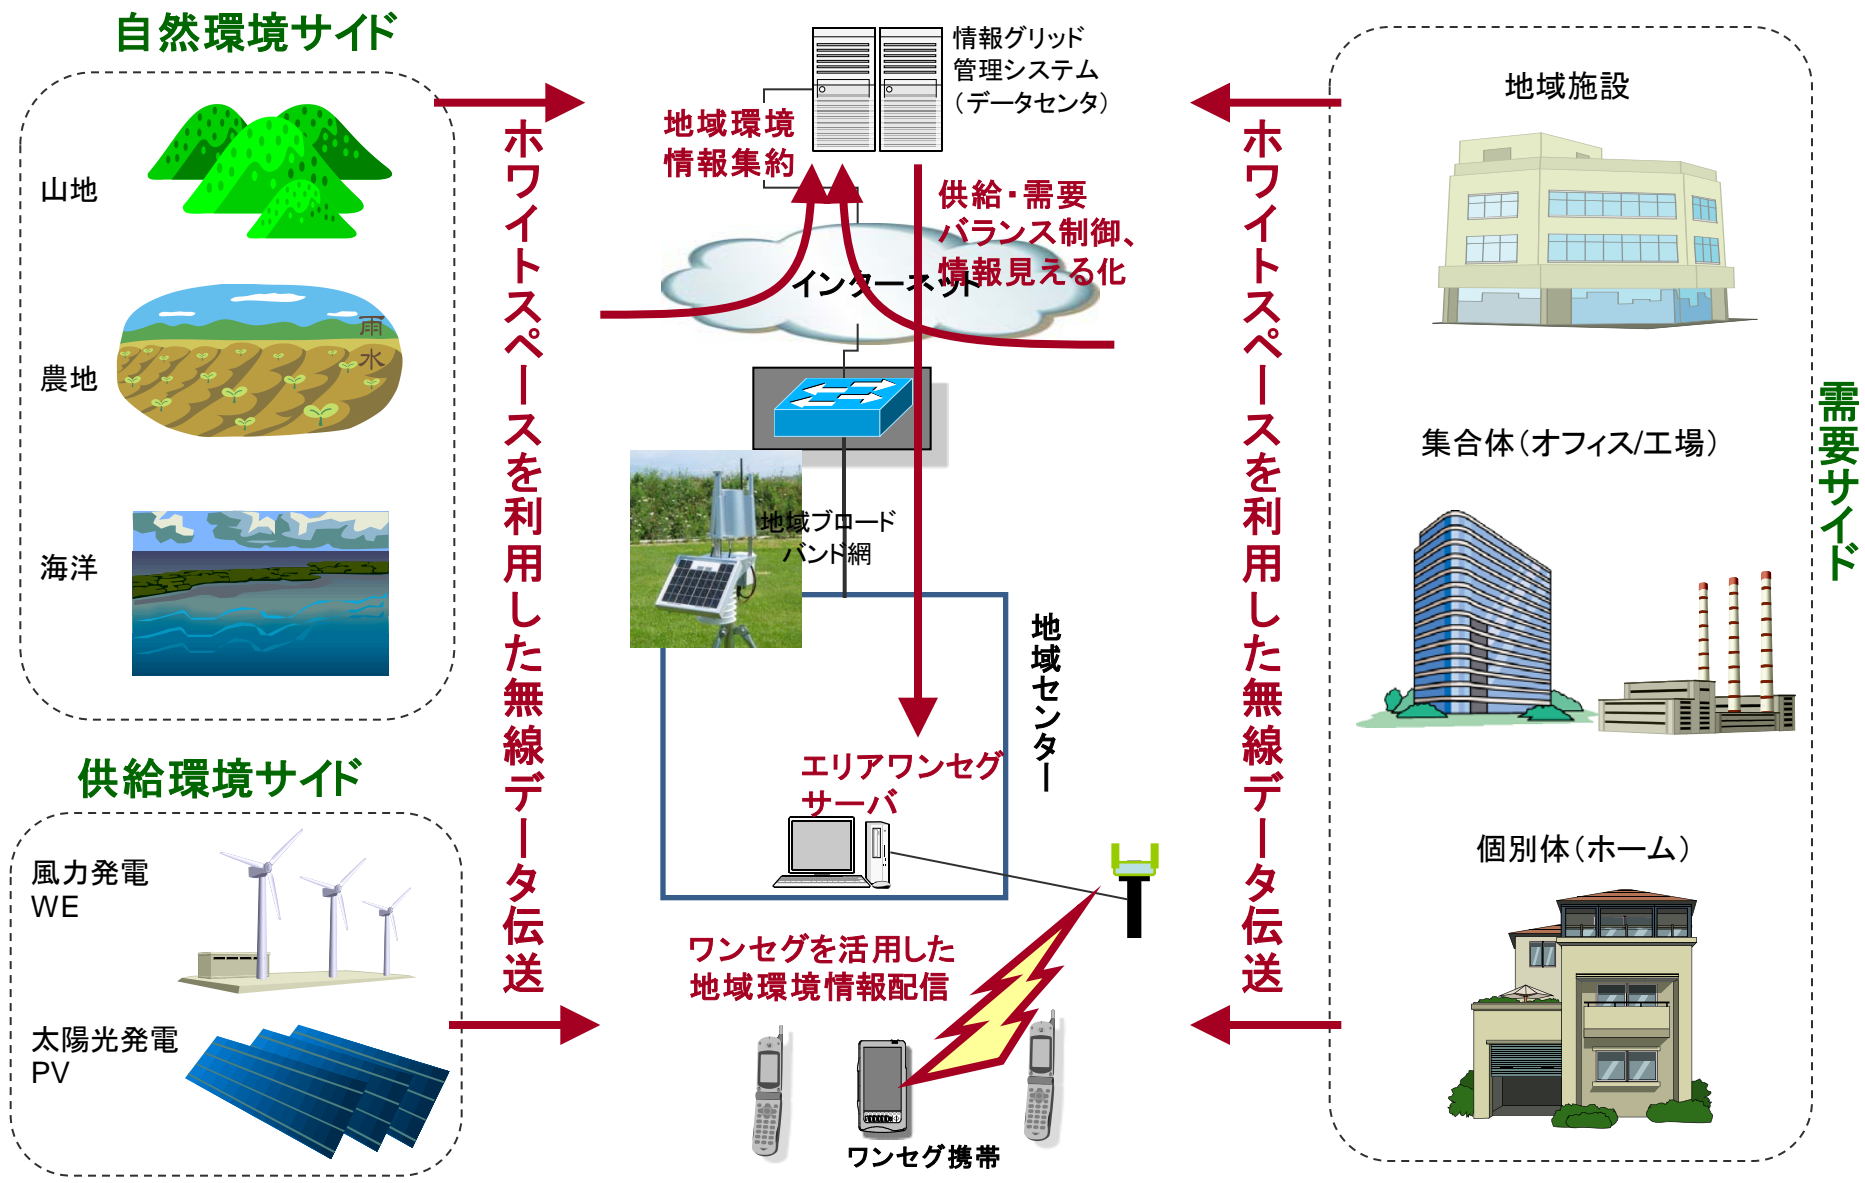 自然環境サイド
山地
農地
雨
水
海洋
供給環境サイド
風力発電
WE
太陽光発電
PV
ホワイトスペースを利用した無線データ伝送
情報グリッド
管理システム
(データセンタ)
地域環境
情報集約
供給・需要
バランス制御、
情報見える化
インターネット
地域ブロード
バンド網
地域センター
エリアワンセグ
サーバ
ワンセグを活用した
地域環境情報配信
ワンセグ携帯
ホワイトスペースを利用した無線データ伝送
地域施設
集合体(オフィス/工場)
個別体(ホーム)
需要サイド